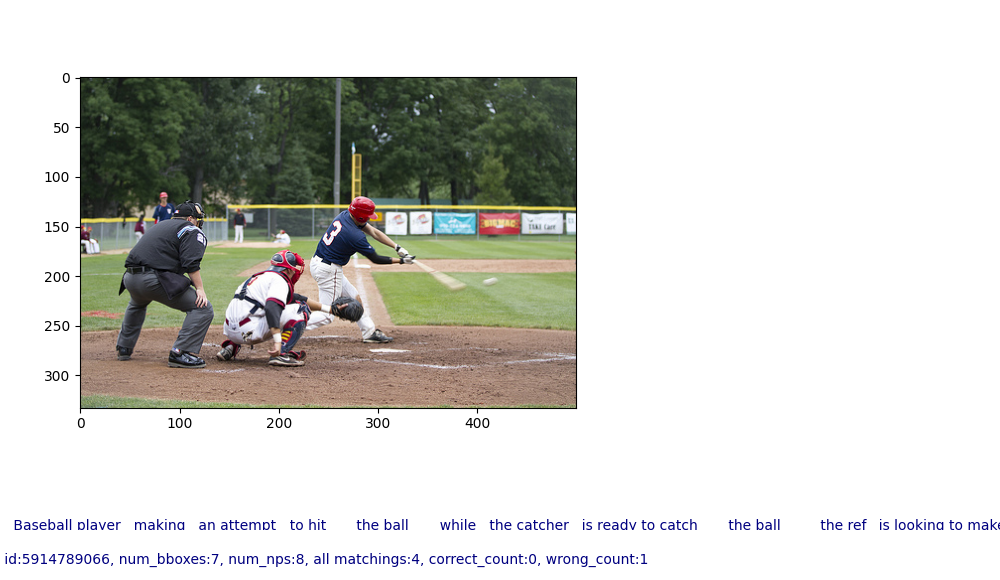 0
50
100
150
200
250
300
0 100 200 300 400
3
TAKE
Baseball player making an attempt to hit the ball while the catcher is ready to catch the ball the ref is looking to make
id:5914789066, num_bboxes:7, num_nps:8, all matchings:4, correct_count:0, wrong_count:1